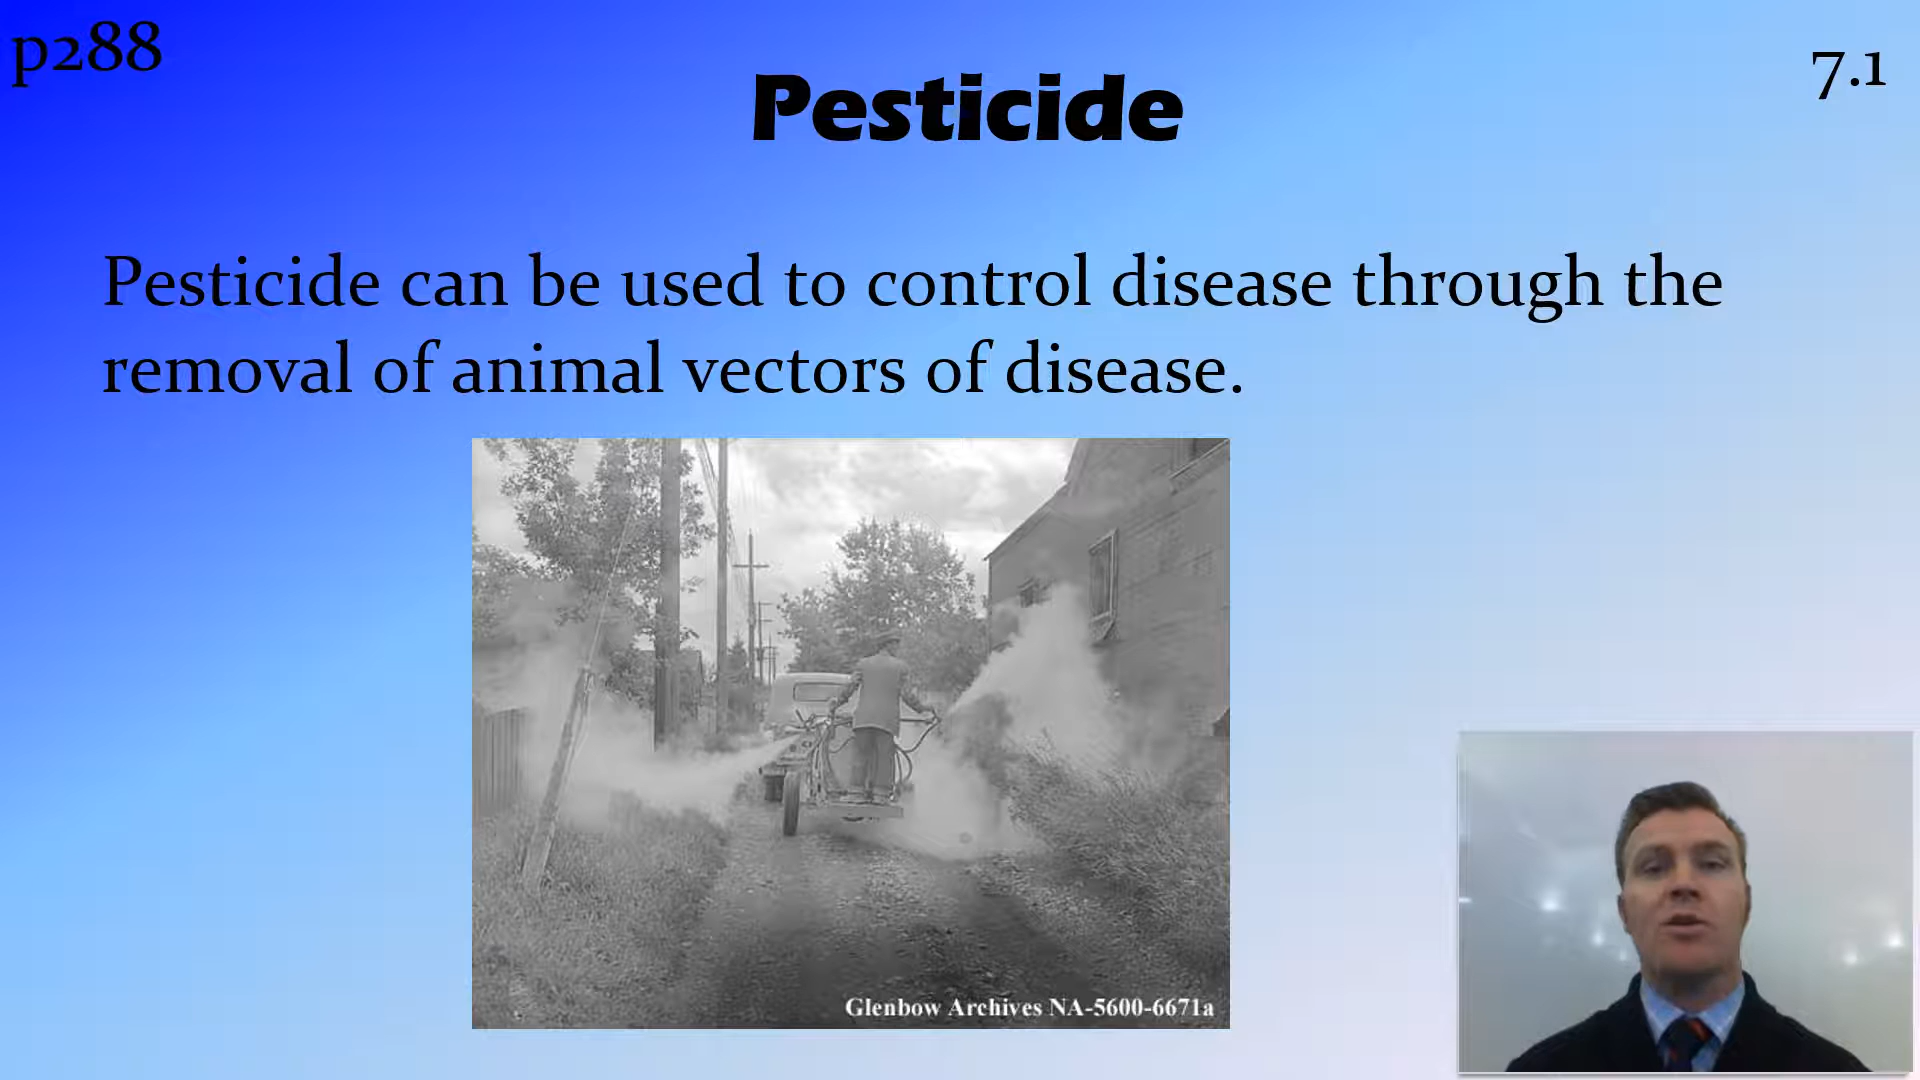 p288
7.1
Pesticide
Pesticide can be used to control disease through the
removal of animal vectors of disease.
Glenbow Archives NA-5600-6671a